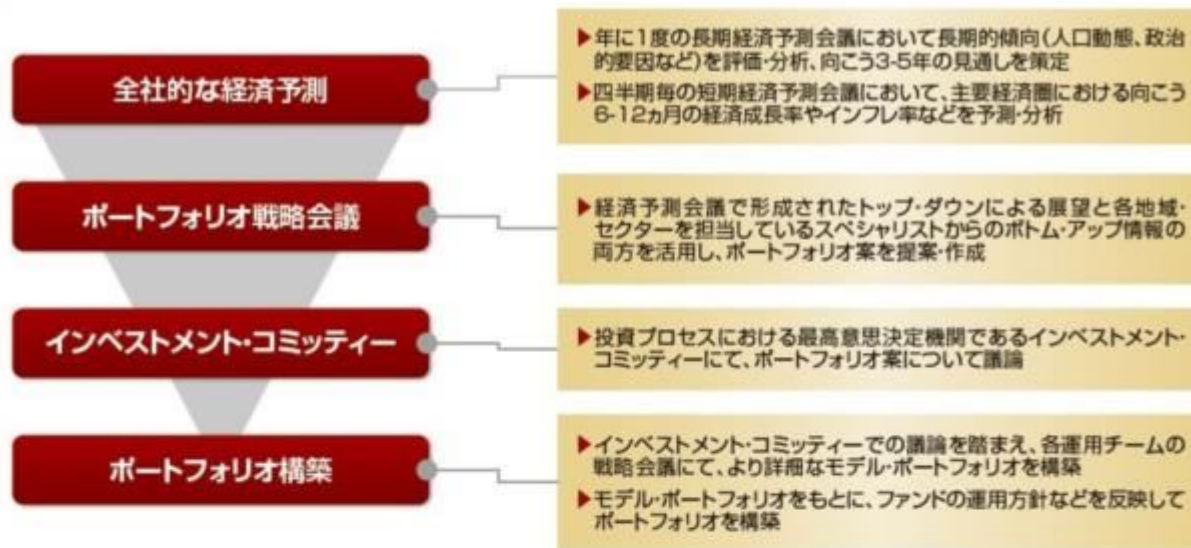 全社的な経済予測
▶年に1度の長期経済予測会議において長期的傾向(人口動態、政治
的要因など)を評価・分析、向こう3-5年の見通しを策定
▶四半期毎の短期経済予測会議において、主要経済圏における向こう
6-12ヵ月の経済成長率やインフレ率などを予測・分析
ポートフォリオ戦略会議
▶経済予測会議で形成されたトップ・ダウンによる展望と各地域・
セクターを担当しているスペシャリストからのボトム・アップ情報の
両方を活用し、ポートフォリオ案を提案・作成
インベストメント・コミッティー
▶投資プロセスにおける最高意思決定機関であるインベストメント・
コミッティーにて、ポートフォリオ案について議論
ポートフォリオ構築
▶インベストメント・コミッティーでの議論を踏まえ、各運用チームの
戦略会議にて、より詳細なモデル・ポートフォリオを構築
▶モデル・ポートフォリオをもとに、ファンドの運用方針などを反映して
ポートフォリオを構築